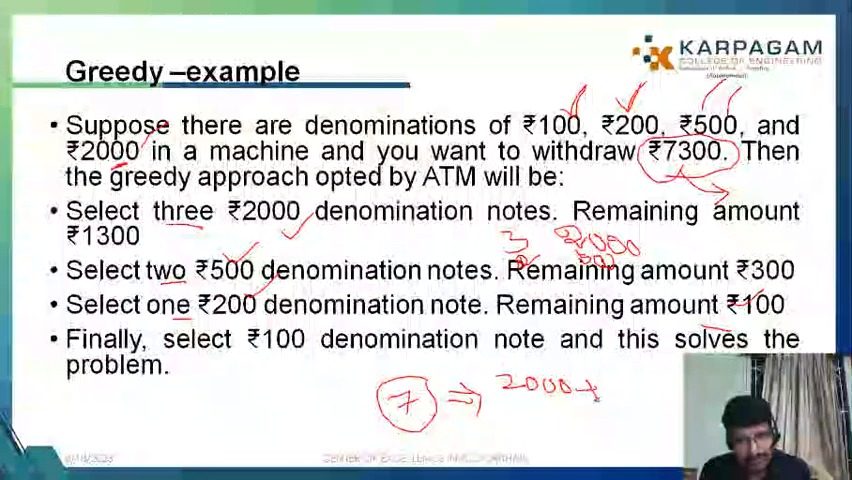 KARPAGAM
COLLEGE OF ENGINEERING
(Autonomous)
Greedy –example
• Suppose there are denominations of ₹100, ₹200, ₹500, and
₹2000 in a machine and you want to withdraw ₹7300. Then
the greedy approach opted by ATM will be:
• Select three ₹2000 denomination notes. Remaining amount
₹1300
3 2000
2 500
• Select two ₹500 denomination notes. Remaining amount ₹300
• Select one ₹200 denomination note. Remaining amount ₹100
• Finally, select ₹100 denomination note and this solves the
problem.
7 ⇒ 2000+